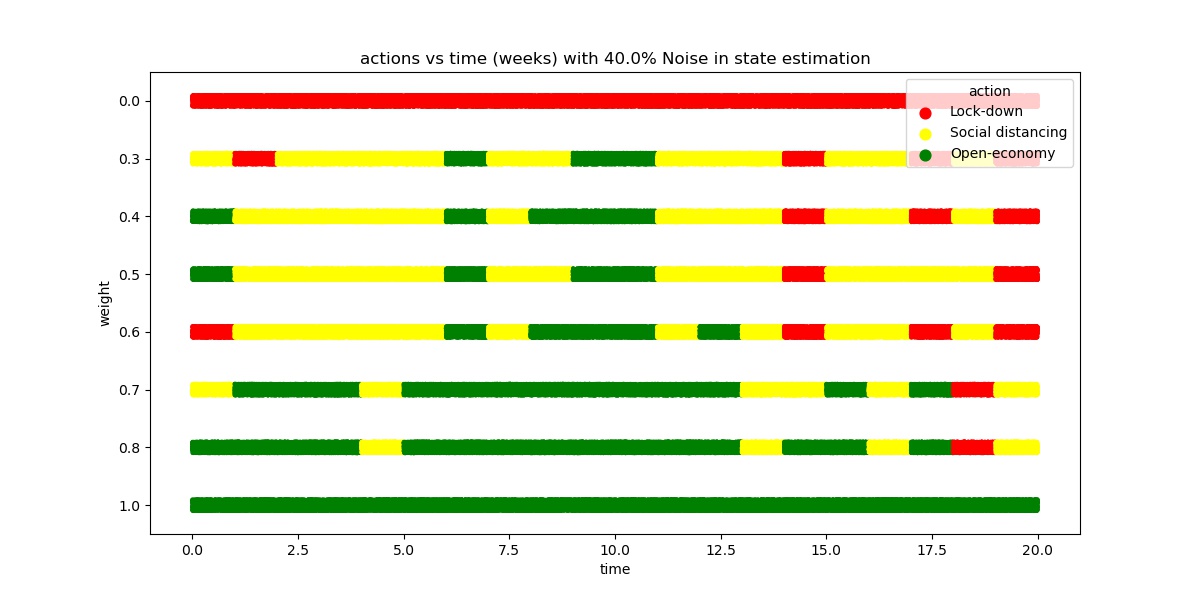 actions vs time (weeks) with 40.0% Noise in state estimation
action
Lock-down
Social distancing
Open-economy
weight
0.0
0.3
0.4
0.5
0.6
0.7
0.8
1.0
0.0 2.5 5.0 7.5 10.0 12.5 15.0 17.5 20.0
time